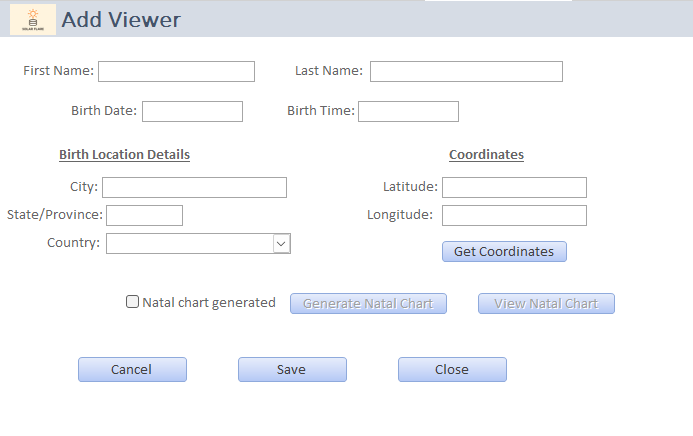 SOLAR FLARE
Add Viewer
First Name:
Last Name:
Birth Date:
Birth Time:
Birth Location Details
Coordinates
City:
Latitude:
State/Province:
Longitude:
Country:
Get Coordinates
Natal chart generated
Generate Natal Chart
View Natal Chart
Cancel
Save
Close